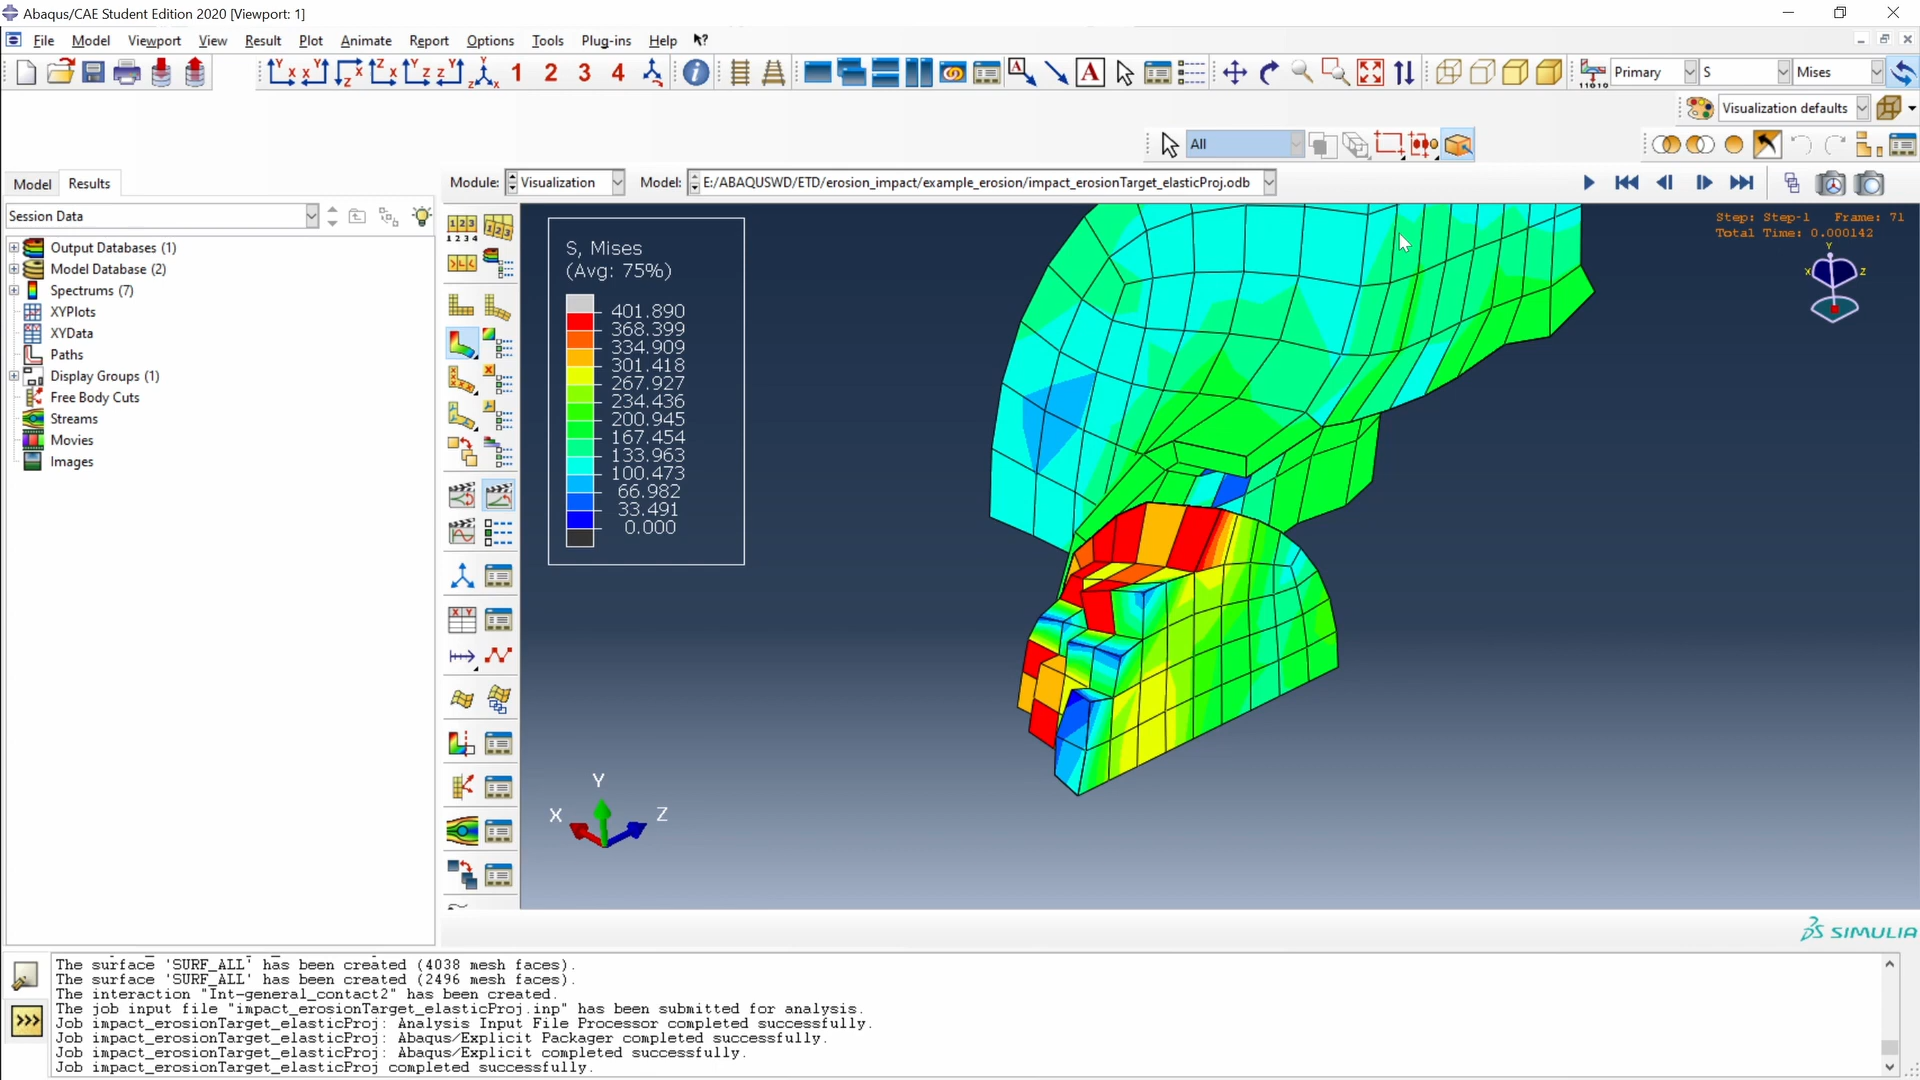 Abaqus/CAE Student Edition 2020 [Viewport: 1]
File Model Viewport View Result Plot Animate Report Options Tools Plug-ins Help
1 2 3 4
Primary S Mises
Visualization defaults
All
Model Results
Module: Visualization Model: E:/ABAQUSWD/ETD/erosion_impact/example_erosion/impact_erosionTarget_elasticProj.odb
Session Data
Output Databases (1)
Model Database (2)
Spectrums (7)
XYPlots
XYData
Paths
Display Groups (1)
Free Body Cuts
Streams
Movies
Images
S, Mises
(Avg: 75%)
401.890
368.399
334.909
301.418
267.927
234.436
200.945
167.454
133.963
100.473
66.982
33.491
0.000
Step: Step-1 Frame: 71
Total Time: 0.000142
Y
X Z
Y
X Z
SIMULIA
The surface 'SURF_ALL' has been created (4038 mesh faces).
The surface 'SURF_ALL' has been created (2496 mesh faces).
The interaction "Int-general_contact2" has been created.
The job input file "impact_erosionTarget_elasticProj.inp" has been submitted for analysis.
Job impact_erosionTarget_elasticProj: Analysis Input File Processor completed successfully.
Job impact_erosionTarget_elasticProj: Abaqus/Explicit Packager completed successfully.
Job impact_erosionTarget_elasticProj: Abaqus/Explicit completed successfully.
Job impact_erosionTarget_elasticProj completed successfully.